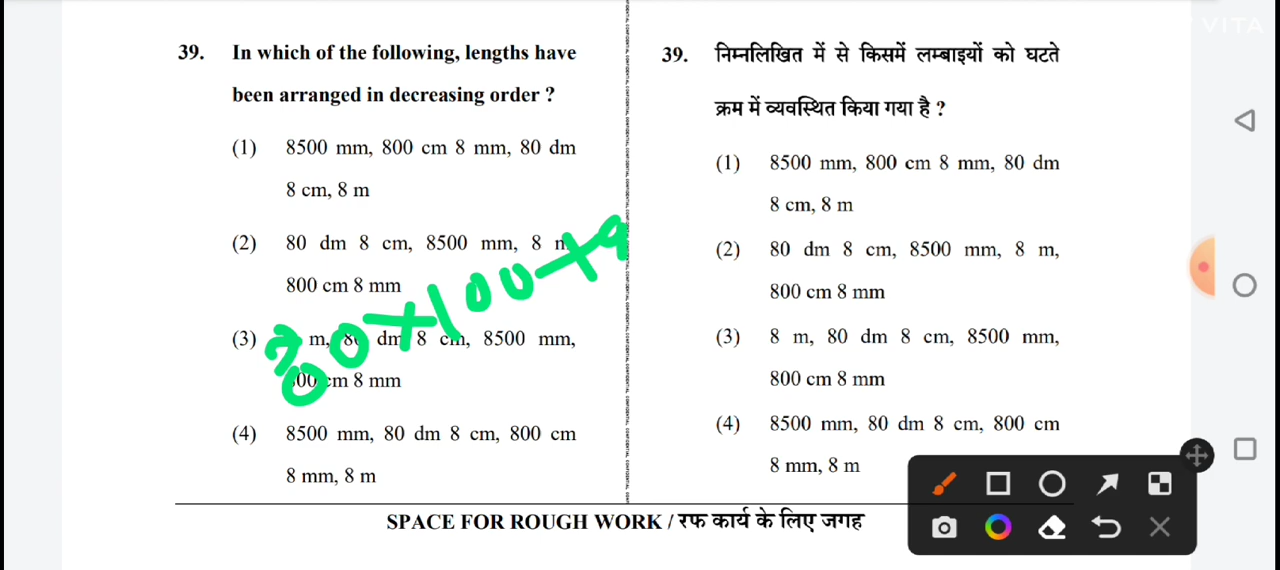 VITA
39. In which of the following, lengths have
been arranged in decreasing order ?
(1) 8500 mm, 800 cm 8 mm, 80 dm
8 cm, 8 m
(2) 80 dm 8 cm, 8500 mm, 8
800 cm 8 mm
(3) m, dm 8 cm, 8500 mm,
cm 8 mm
(4) 8500 mm, 80 dm 8 cm, 800 cm
8 mm, 8 m
39. निम्नलिखित में से किसमें लम्बाइयों को घटते
क्रम में व्यवस्थित किया गया है ?
(1) 8500 mm, 800 cm 8 mm, 80 dm
8 cm, 8 m
(2) 80 dm 8 cm, 8500 mm, 8 m,
800 cm 8 mm
(3) 8 m, 80 dm 8 cm, 8500 mm,
800 cm 8 mm
(4) 8500 mm, 80 dm 8 cm, 800 cm
8 mm, 8 m
SPACE FOR ROUGH WORK / रफ कार्य के लिए जगह